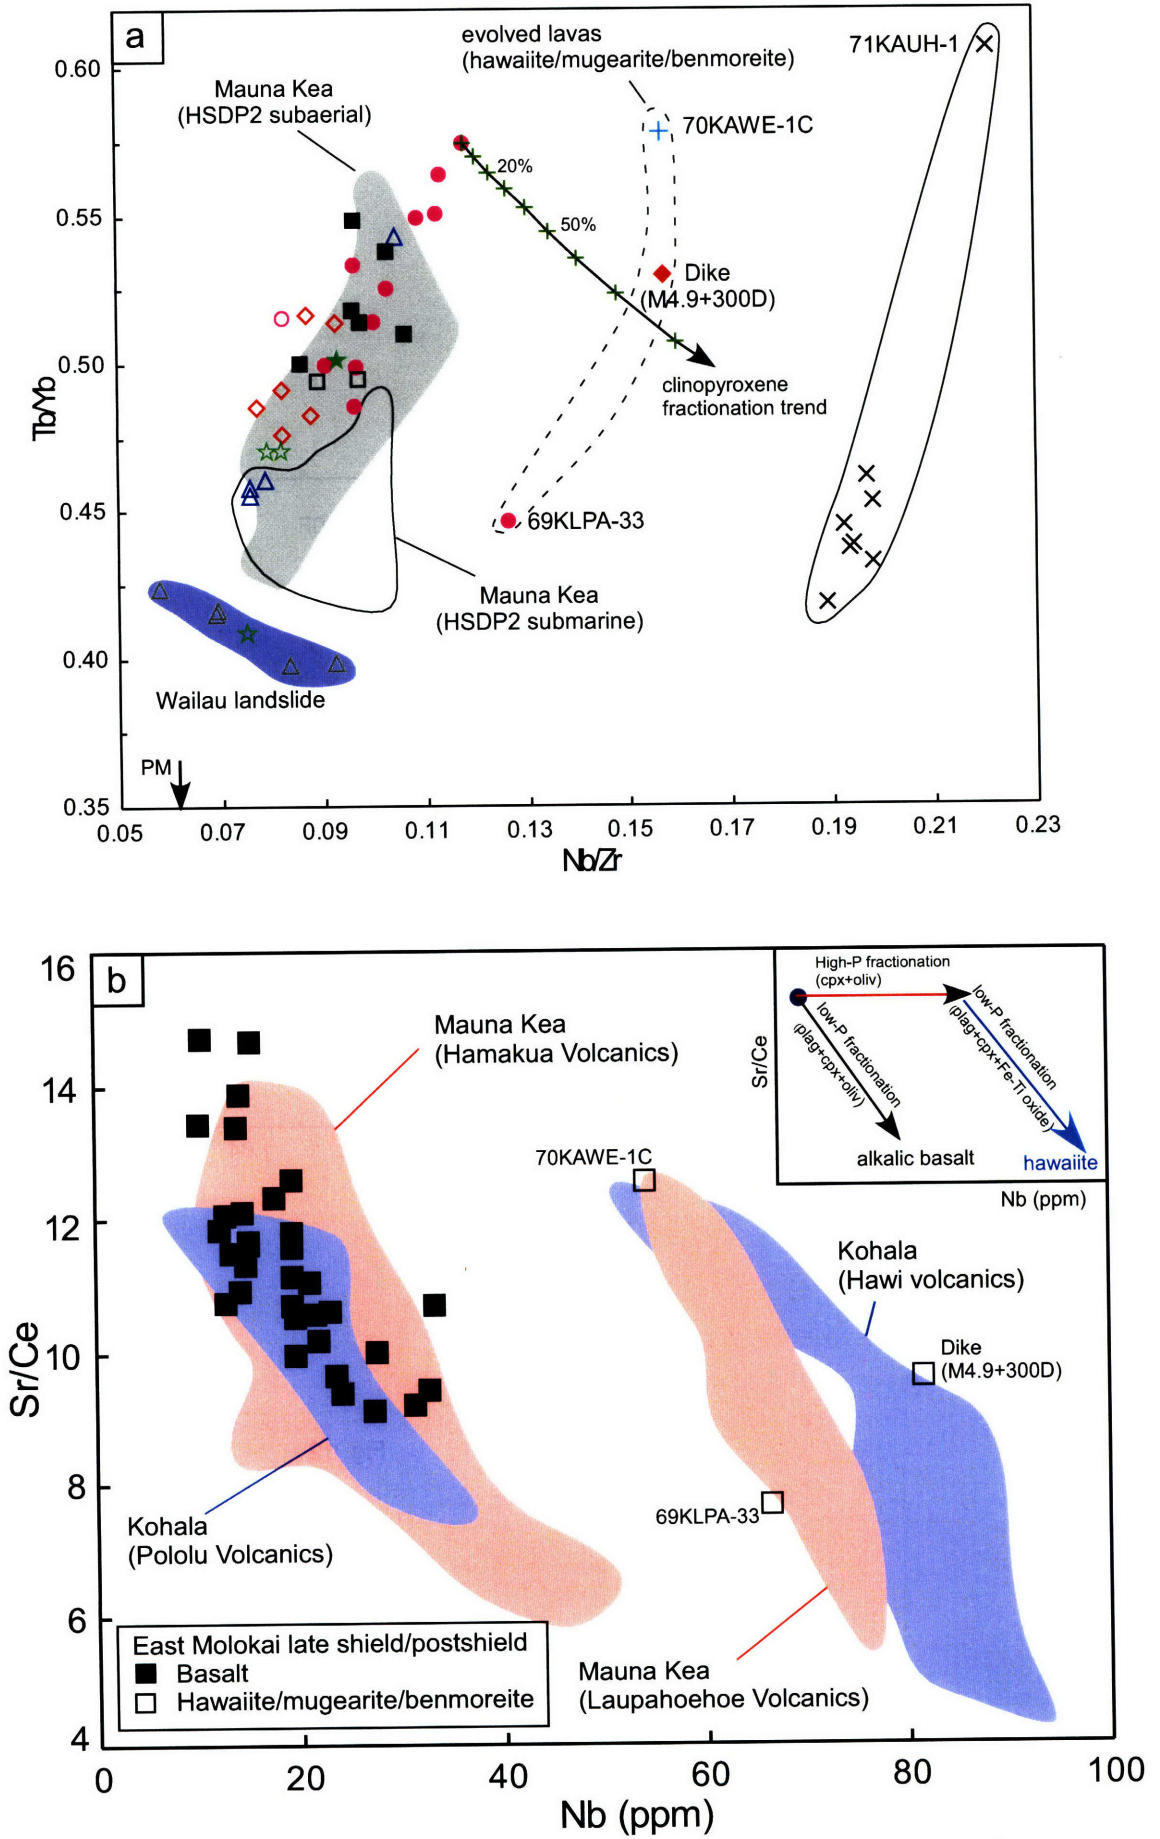 a
evolved lavas
(hawaiite/mugearite/benmoreite)
71KAUH-1
0.60
Mauna Kea
(HSDP2 subaerial)
70KAWE-1C
20%
0.55
50%
Dike
(M4.9+300D)
0.50
clinopyroxene
fractionation trend
Tb/Yb
0.45
69KLPA-33
Mauna Kea
(HSDP2 submarine)
0.40
Wailau landslide
PM
0.35
0.05
0.07
0.09
0.11
0.13
0.15
0.17
0.19
0.21
0.23
Nb/Zr
16
b
High-P fractionation
(cpx+oliv)
low-P fractionation
(plag+cpx+oliv)
low-P fractionation
(plag+cpx+Fe-Ti oxide)
Sr/Ce
alkalic basalt
hawaiite
Nb (ppm)
Mauna Kea
(Hamakua Volcanics)
14
70KAWE-1C
12
Kohala
(Hawi volcanics)
Dike
(M4.9+300D)
10
Sr/Ce
8
69KLPA-33
Kohala
(Pololu Volcanics)
6
East Molokai late shield/postshield
Basalt
Hawaiite/mugearite/benmoreite
Mauna Kea
(Laupahoehoe Volcanics)
4
0
20
40
60
80
100
Nb (ppm)